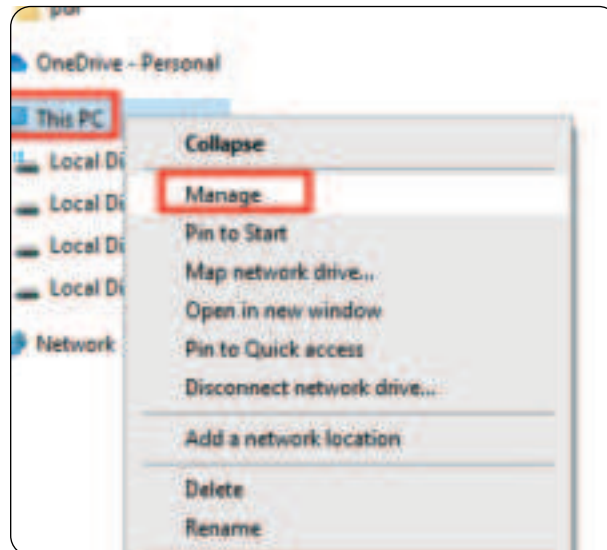 pdf
OneDrive - Personal
This PC
Local Di
Local Di
Local Di
Local Di
Network
Collapse
Manage
Pin to Start
Map network drive...
Open in new window
Pin to Quick access
Disconnect network drive...
Add a network location
Delete
Rename